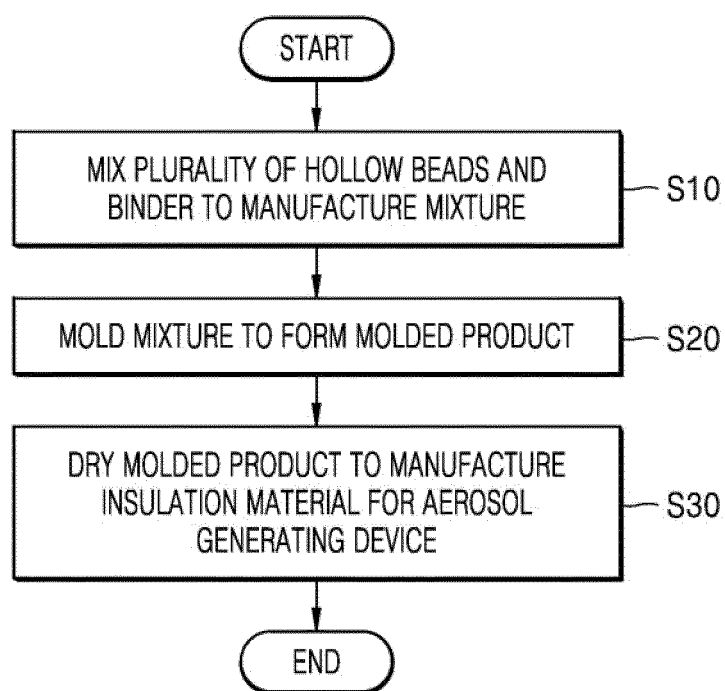 START
MIX PLURALITY OF HOLLOW BEADS AND
BINDER TO MANUFACTURE MIXTURE
S10
MOLD MIXTURE TO FORM MOLDED PRODUCT
S20
DRY MOLDED PRODUCT TO MANUFACTURE
INSULATION MATERIAL FOR AEROSOL
GENERATING DEVICE
S30
END